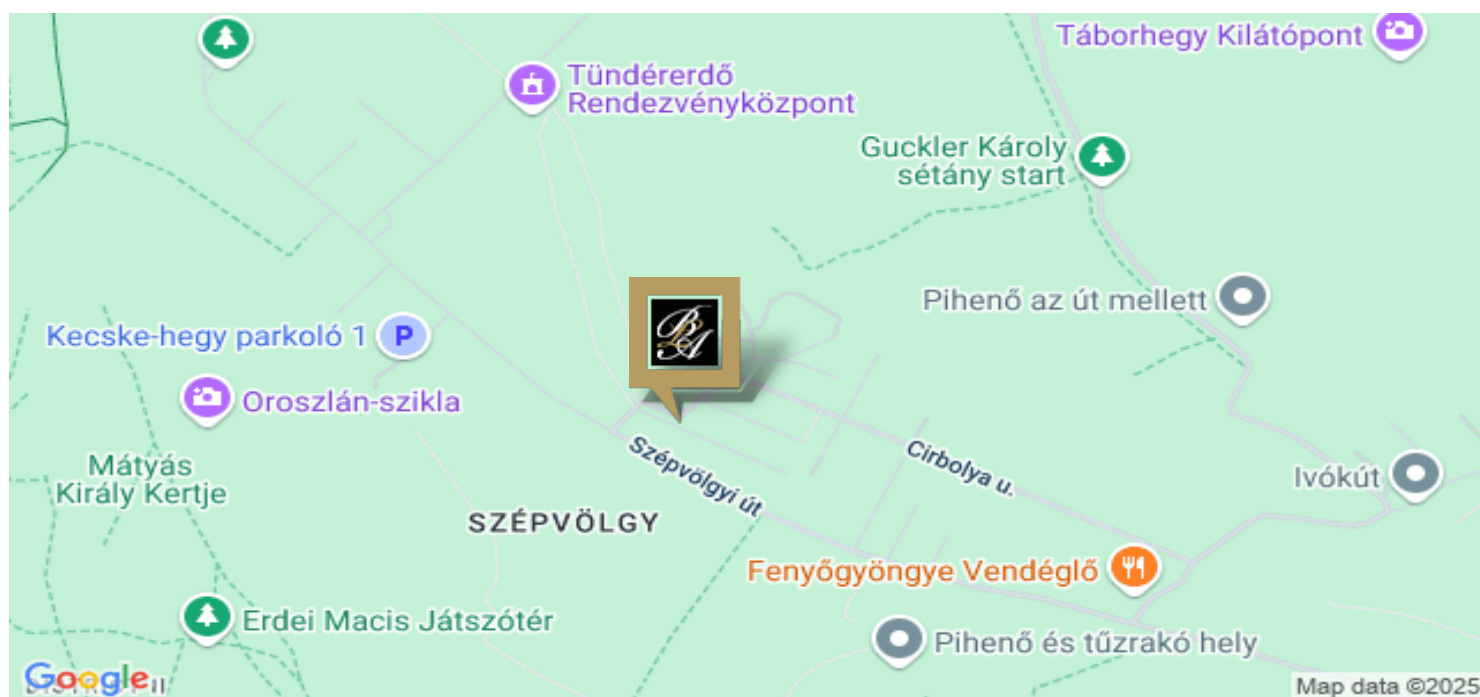 Táborhegy Kilátópont
Tündérerdő
Rendezvényközpont
Guckler Károly
sétány start
Pihenő az út mellett
Kecske-hegy parkoló 1
P
BLA
Oroszlán-szikla
Mátyás
Király Kertje
Szépvölgyi út
Cirbolya u.
Ivókút
SZÉPVÖLGY
Fenyőgyöngye Vendéglő
Erdei Macis Játszótér
Pihenő és tűzrakó hely
Google
Map data ©2025